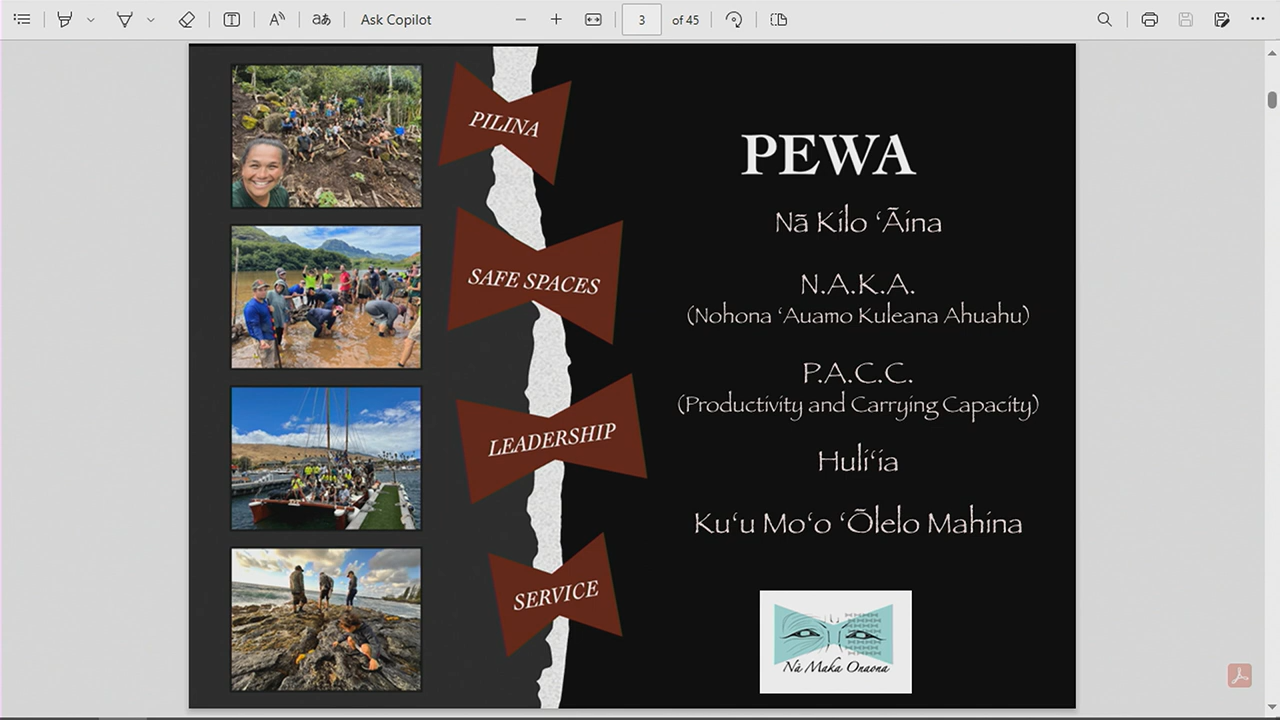 Ask Copilot
3
of 45
PILINA
SAFE SPACES
LEADERSHIP
SERVICE
PEWA
Nā Kilo ʻĀina
N.A.K.A.
(Nohona ʻAuamo Kuleana Ahuahu)
P.A.C.C.
(Productivity and Carrying Capacity)
Huliʻia
Kuʻu Moʻo ʻŌlelo Mahina
Nā Maka Onaona